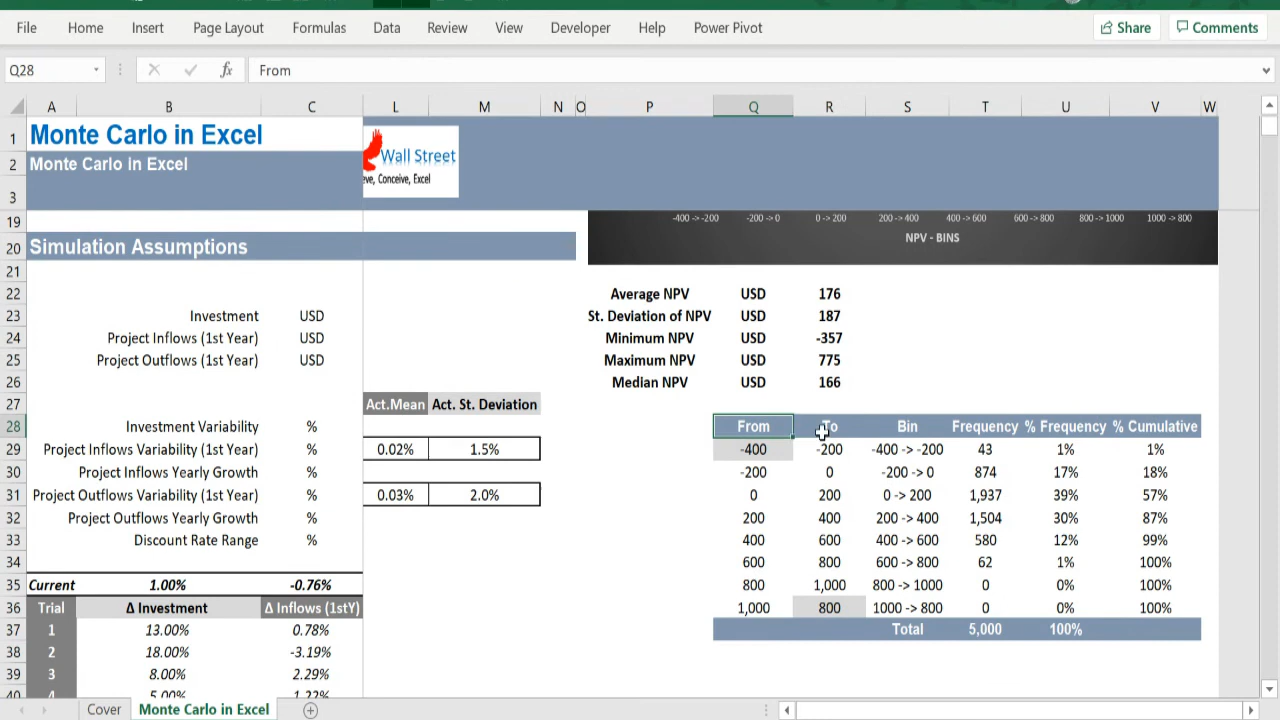 File Home Insert Page Layout Formulas Data Review View Developer Help Power Pivot Share Comments
Q28 fx From
A B C L M N O P Q R S T U V W
1 Monte Carlo in Excel
2 Monte Carlo in Excel Wall Street
eve, Conceive, Excel
3
19 -400 -> -200 -200 -> 0 0 -> 200 200 -> 400 400 -> 600 600 -> 800 800 -> 1000 1000 -> 800
20 Simulation Assumptions NPV - BINS
21
22 Average NPV USD 176
23 Investment USD St. Deviation of NPV USD 187
24 Project Inflows (1st Year) USD Minimum NPV USD -357
25 Project Outflows (1st Year) USD Maximum NPV USD 775
26 Median NPV USD 166
27 Act.Mean Act. St. Deviation
28 Investment Variability % From To Bin Frequency % Frequency % Cumulative
29 Project Inflows Variability (1st Year) % 0.02% 1.5% -400 -200 -400 -> -200 43 1% 1%
30 Project Inflows Yearly Growth % -200 0 -200 -> 0 874 17% 18%
31 Project Outflows Variability (1st Year) % 0.03% 2.0% 0 200 0 -> 200 1,937 39% 57%
32 Project Outflows Yearly Growth % 200 400 200 -> 400 1,504 30% 87%
33 Discount Rate Range % 400 600 400 -> 600 580 12% 99%
34 600 800 600 -> 800 62 1% 100%
35 Current 1.00% -0.76% 800 1,000 800 -> 1000 0 0% 100%
36 Trial Δ Investment Δ Inflows (1stY) 1,000 800 1000 -> 800 0 0% 100%
37 1 13.00% 0.78% Total 5,000 100%
38 2 18.00% -3.19%
39 3 8.00% 2.29%
40 4 5.00% 1.22%
Cover Monte Carlo in Excel